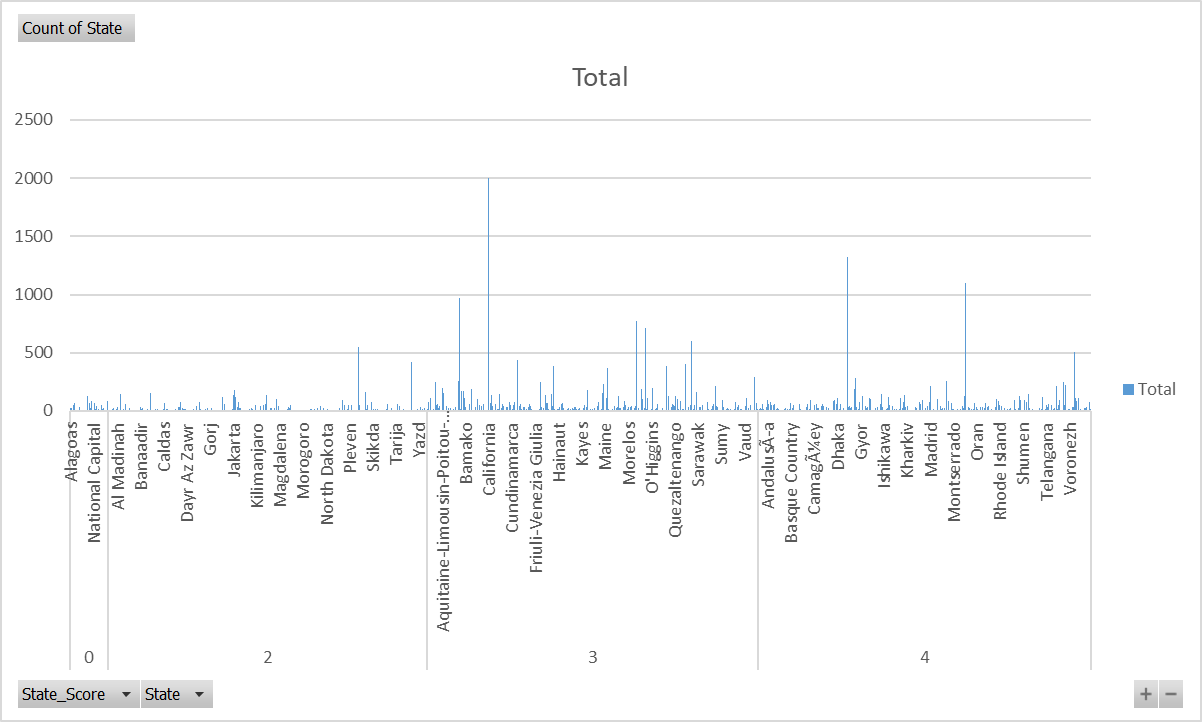 Count of State
Total
2500
2000
1500
1000
500
0
Total
Alagoas
National Capital
Al Madinah
Banaadir
Caldas
Dayr Az Zawr
Gorj
Jakarta
Kilimanjaro
Magdalena
Morogoro
North Dakota
Pleven
Skikda
Tarija
Yazd
Aquitaine-Limousin-Poitou-…
Bamako
California
Cundinamarca
Friuli-Venezia Giulia
Hainaut
Kayes
Maine
Morelos
O'Higgins
Quezaltenango
Sarawak
Sumy
Vaud
AndalusÃ-a
Basque Country
CamagÃ¼ey
Dhaka
Gyor
Ishikawa
Kharkiv
Madrid
Montserrado
Oran
Rhode Island
Shumen
Telangana
Voronezh
0
2
3
4
State_Score
State
+
−